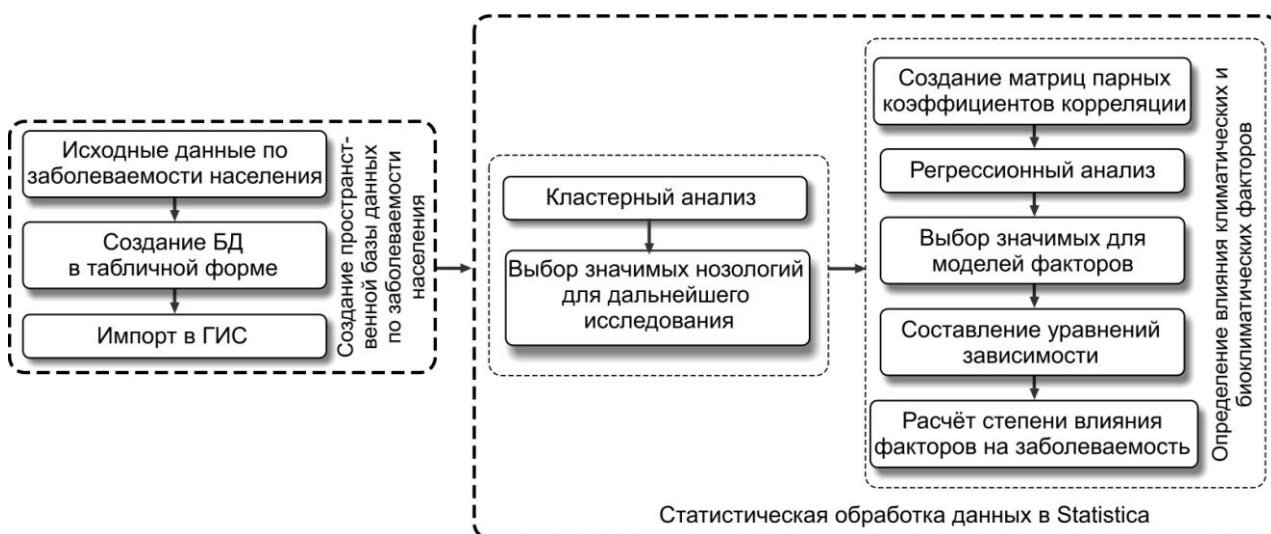 Исходные данные по
заболеваемости населения
Создание БД
в табличной форме
Импорт в ГИС
Создание пространст-
венной базы данных
по заболеваемости
населения
Кластерный анализ
Выбор значимых нозологий
для дальнейшего
исследования
Создание матриц парных
коэффициентов корреляции
Регрессионный анализ
Выбор значимых для
моделей факторов
Составление уравнений
зависимости
Расчёт степени влияния
факторов на заболеваемость
Определение влияния климатических и
биоклиматических факторов
Статистическая обработка данных в Statistica